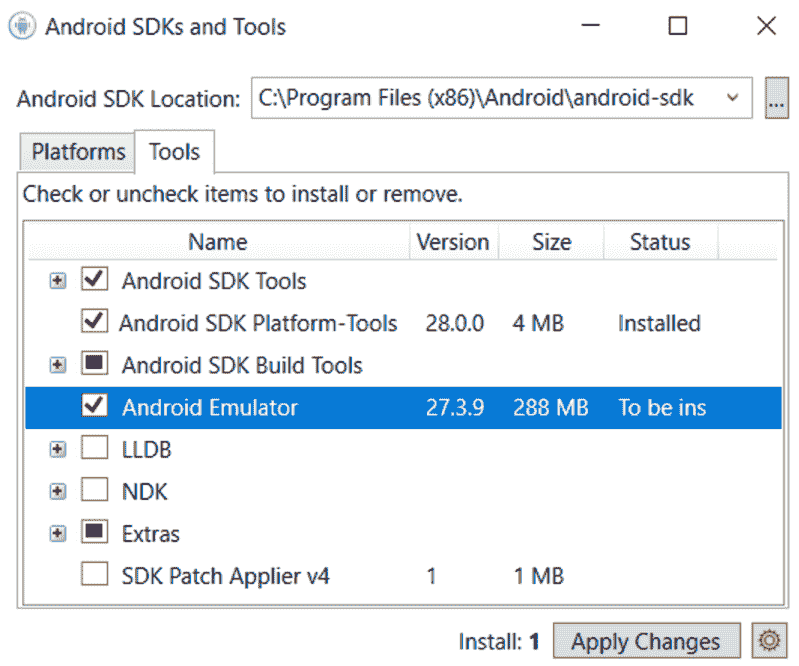 Android SDKs and Tools
Android SDK Location: C:\Program Files (x86)\Android\android-sdk ...
Platforms Tools
Check or uncheck items to install or remove.
Name Version Size Status
Android SDK Tools
Android SDK Platform-Tools 28.0.0 4 MB Installed
Android SDK Build Tools
Android Emulator 27.3.9 288 MB To be ins
LLDB
NDK
Extras
SDK Patch Applier v4 1 1 MB
Install: 1 Apply Changes